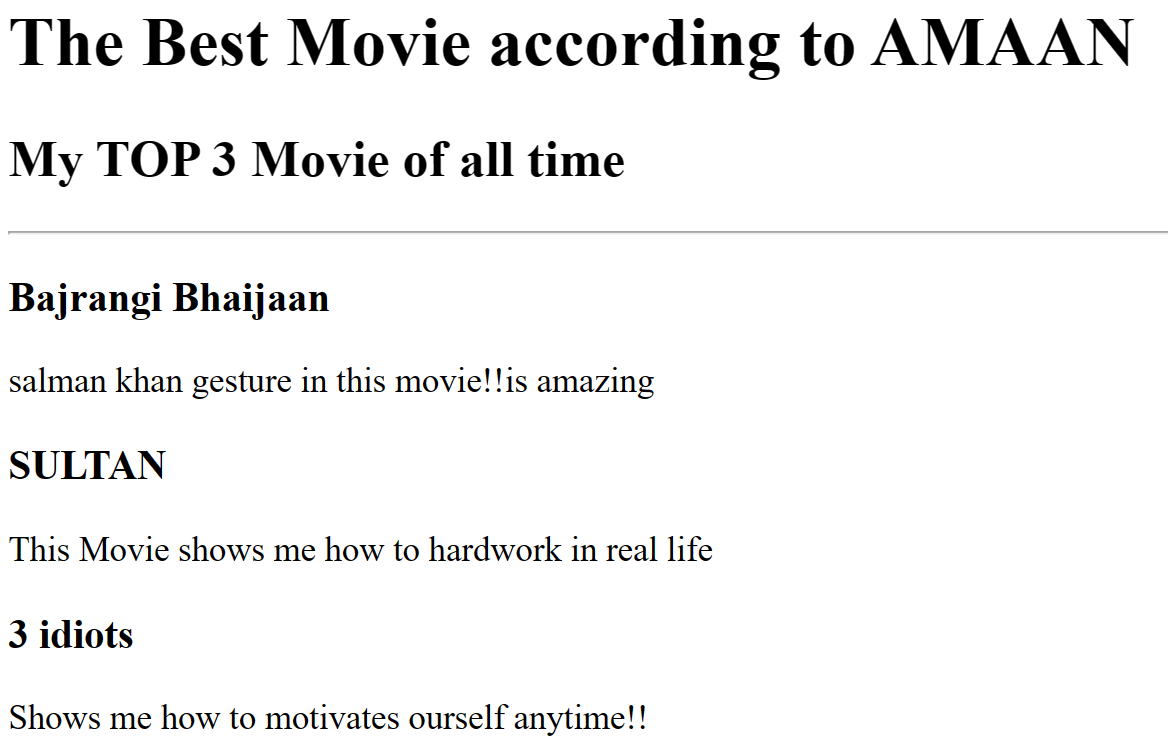 The Best Movie according to AMAAN
My TOP 3 Movie of all time
Bajrangi Bhaijaan
salman khan gesture in this movie!!is amazing
SULTAN
This Movie shows me how to hardwork in real life
3 idiots
Shows me how to motivates ourself anytime!!